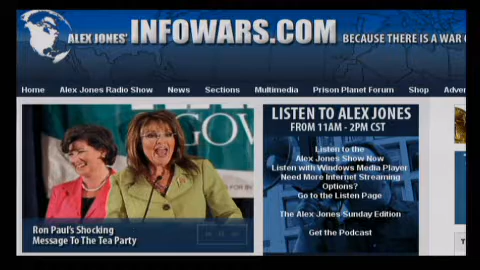 ALEX JONES' INFOWARS.COM BECAUSE THERE IS A WAR
Home Alex Jones Radio Show News Sections Multimedia Prison Planet Forum Shop Adver
GOV
LISTEN TO ALEX JONES
FROM 11AM - 2PM CST
Listen to the
Alex Jones Show Now
Listen with Windows Media Player
Need More Internet Streaming
Options?
Go to the Listen Page
The Alex Jones Sunday Edition
Get the Podcast
Ron Paul's Shocking
Message To The Tea Party